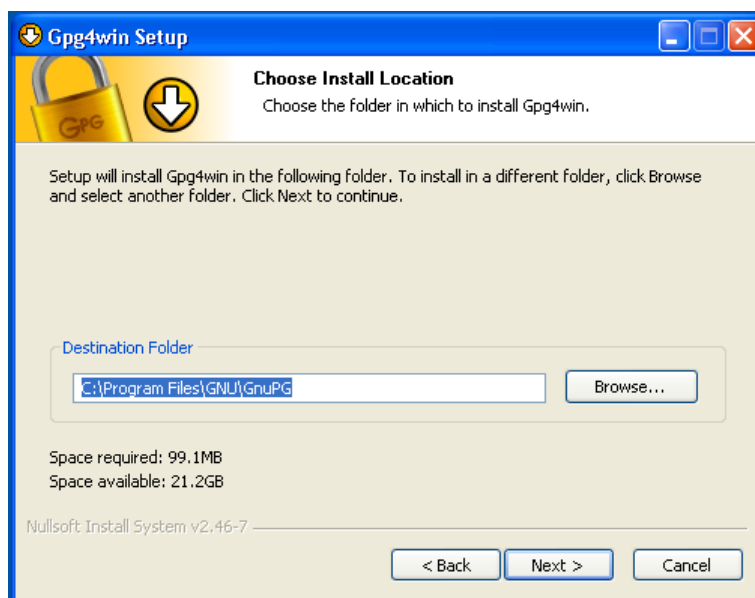 Gpg4win Setup
GPG
Choose Install Location
Choose the folder in which to install Gpg4win.
Setup will install Gpg4win in the following folder. To install in a different folder, click Browse
and select another folder. Click Next to continue.
Destination Folder
C:\Program Files\GNU\GnuPG
Browse...
Space required: 99.1MB
Space available: 21.2GB
Nullsoft Install System v2.46-7
< Back
Next >
Cancel